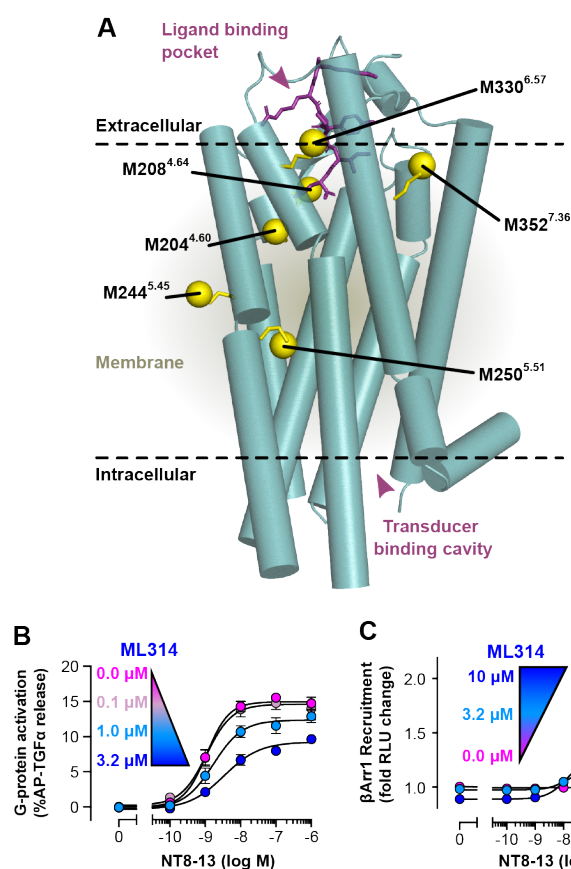 A
Ligand binding
pocket
M330^6.57
Extracellular
M208^4.64
M352^7.36
M204^4.60
M244^5.45
Membrane
M250^5.51
Intracellular
Transducer
binding cavity
B
ML314
G-protein activation
(%AP-TGFα release)
20
15
10
5
0
0.0 μM
0.1 μM
1.0 μM
3.2 μM
0 -10 -9 -8 -7 -6
NT8-13 (log M)
C
ML314
βArr1 Recruitment
(fold RLU change)
2.0
1.5
1.0
10 μM
3.2 μM
0.0 μM
0 -10 -9 -8
NT8-13 (lo